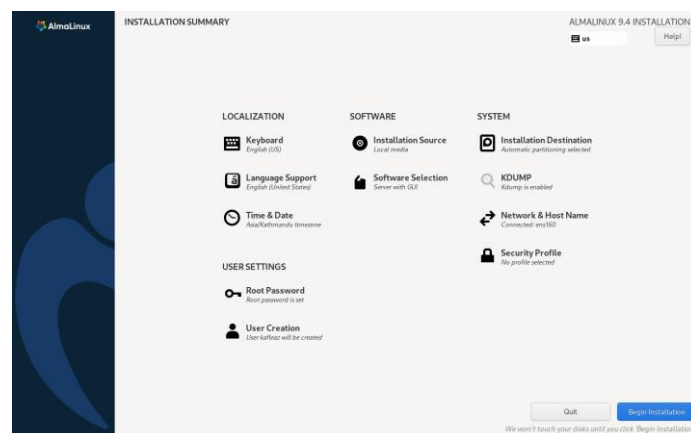 AlmaLinux
INSTALLATION SUMMARY
ALMALINUX 9.4 INSTALLATION
us
Help!
LOCALIZATION
Keyboard
English (US)
Language Support
English (United States)
Time & Date
Asia/Kathmandu timezone
SOFTWARE
Installation Source
Local media
Software Selection
Server with GUI
SYSTEM
Installation Destination
Automatic partitioning selected
KDUMP
Kdump is enabled
Network & Host Name
Connected: ens160
Security Profile
No profile selected
USER SETTINGS
Root Password
Root password is set
User Creation
User kafleaz will be created
Quit
Begin Installation
We won't touch your disks until you click 'Begin Installation